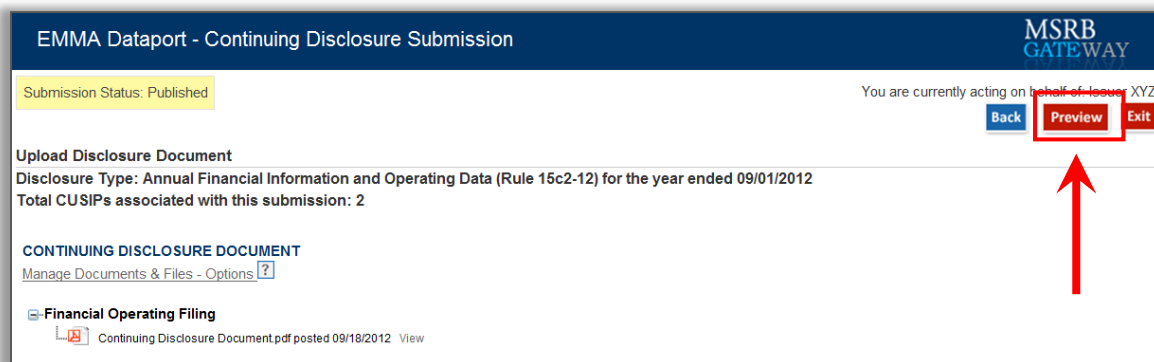 EMMA Dataport - Continuing Disclosure Submission
MSRB
GATEWAY
Submission Status: Published
You are currently acting on behalf of: Issuer XYZ
Back Preview Exit
Upload Disclosure Document
Disclosure Type: Annual Financial Information and Operating Data (Rule 15c2-12) for the year ended 09/01/2012
Total CUSIPs associated with this submission: 2
CONTINUING DISCLOSURE DOCUMENT
Manage Documents & Files - Options ?
Financial Operating Filing
Continuing Disclosure Document.pdf posted 09/18/2012 View